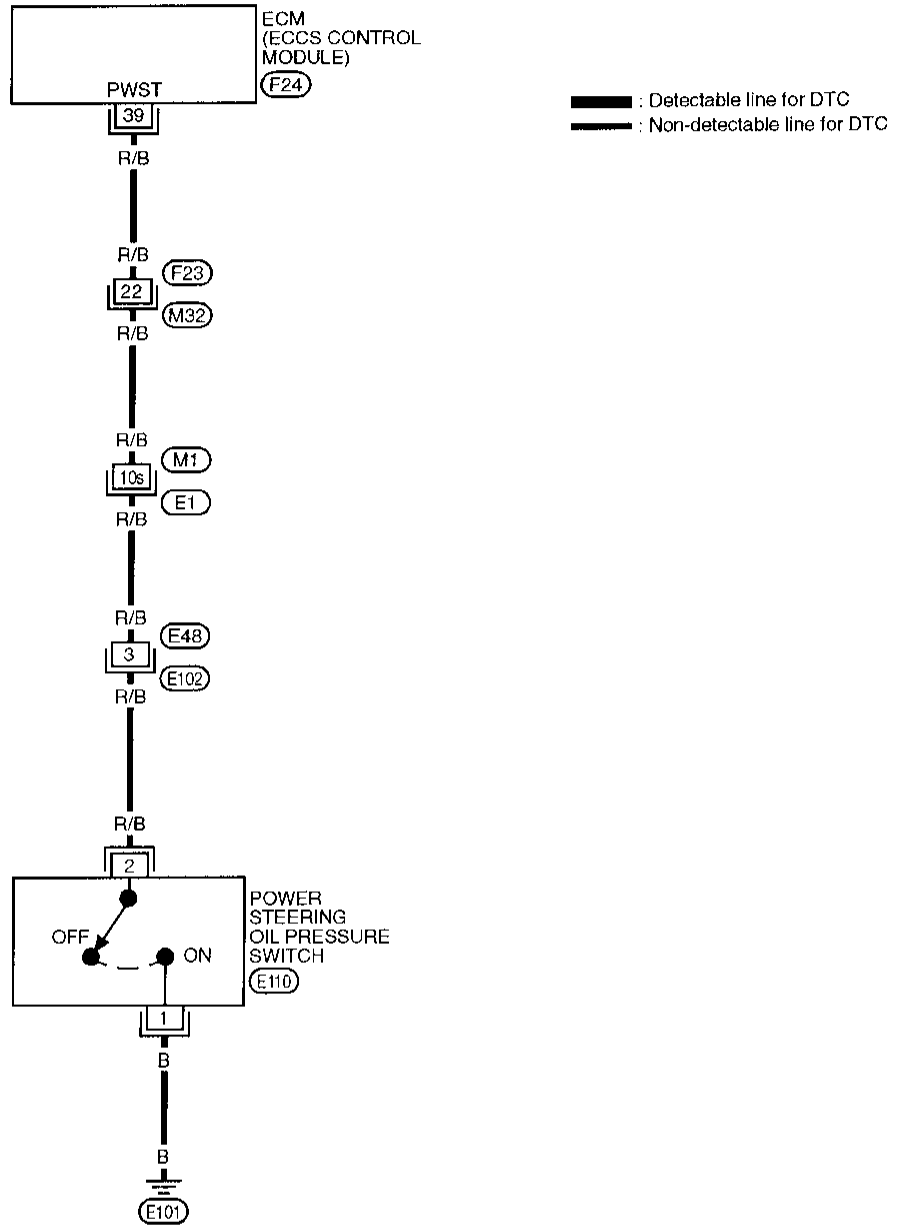 ECM
(ECCS CONTROL
MODULE)
F24
PWST
39
R/B
: Detectable line for DTC
: Non-detectable line for DTC
R/B
F23
22
M32
R/B
R/B
M1
10s
E1
R/B
R/B
E48
3
E102
R/B
R/B
2
POWER
STEERING
OIL PRESSURE
SWITCH
E110
OFF
ON
1
B
B
E101